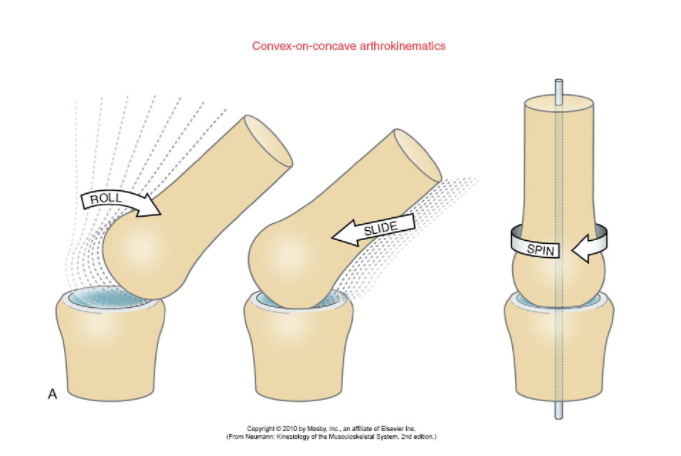 Convex-on-concave arthrokinematics
ROLL
SLIDE
SPIN
A
Copyright © 2010 by Mosby, Inc., an affiliate of Elsevier Inc.
(From Neumann: Kinesiology of the Musculoskeletal System, 2nd edition.)